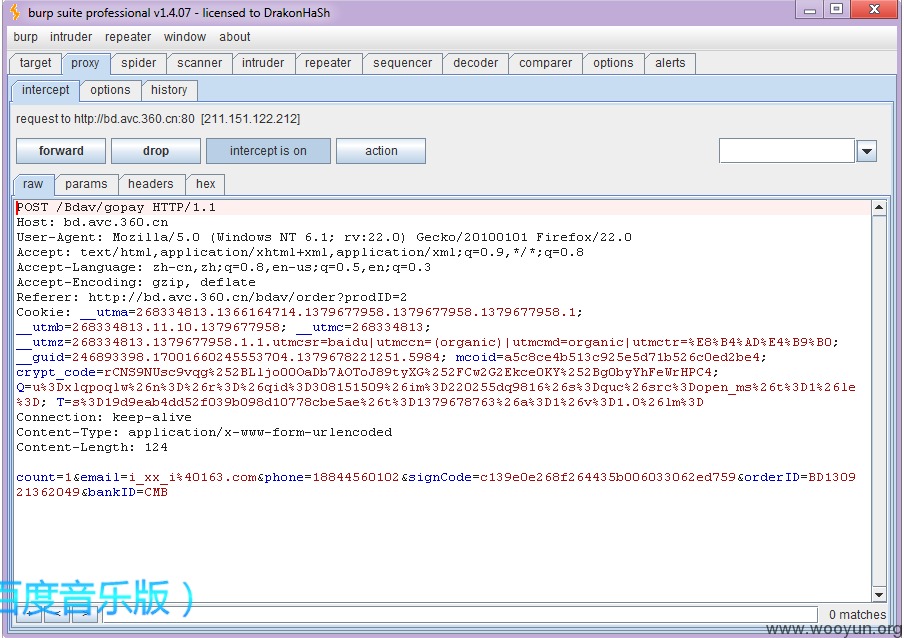 burp suite professional v1.4.07 - licensed to DrakonHaSh
burp intruder repeater window about
target proxy spider scanner intruder repeater sequencer decoder comparer options alerts
intercept options history
request to http://bd.avc.360.cn:80 [211.151.122.212]
forward drop intercept is on action
raw params headers hex
POST /Bdav/gopay HTTP/1.1
Host: bd.avc.360.cn
User-Agent: Mozilla/5.0 (Windows NT 6.1; rv:22.0) Gecko/20100101 Firefox/22.0
Accept: text/html,application/xhtml+xml,application/xml;q=0.9,*/*;q=0.8
Accept-Language: zh-cn,zh;q=0.8,en-us;q=0.5,en;q=0.3
Accept-Encoding: gzip, deflate
Referer: http://bd.avc.360.cn/bdav/order?prodID=2
Cookie: __utma=268334813.1366164714.1379677958.1379677958.1379677958.1;
__utmb=268334813.11.10.1379677958; __utmc=268334813;
__utmz=268334813.1379677958.1.1.utmcsr=baidu|utmccn=(organic)|utmcmd=organic|utmctr=%E8%B4%AD%E4%B9%B0;
__guid=246893398.17001660245553704.1379678221251.5984; mcoid=a5c8ce4b513c925e5d71b526c0ed2be4;
crypt_code=rCNS9NUsc9vqg%252BLljoO0OaDb7AOToJ89tyXG%252FCw2G2EkceOKY%252BgObyYhFeWrHPC4;
Q=u%3Dxlqpoqlw%26n%3D%26r%3D%26qid%3D308151509%26im%3D220255dq9816%26s%3Dquc%26src%3Dopen_ms%26t%3D1%26le
%3D; T=s%3D19d9eab4dd52f039b098d10778cbe5ae%26t%3D1379678763%26a%3D1%26v%3D1.0%26lm%3D
Connection: keep-alive
Content-Type: application/x-www-form-urlencoded
Content-Length: 124
count=1&email=i_xx_i%40163.com&phone=18844560102&signCode=c139e0e268f264435b006033062ed759&orderID=BD1309
21362049&bankID=CMB
百度音乐版）
+ < > 0 matches
www.wooyun.org